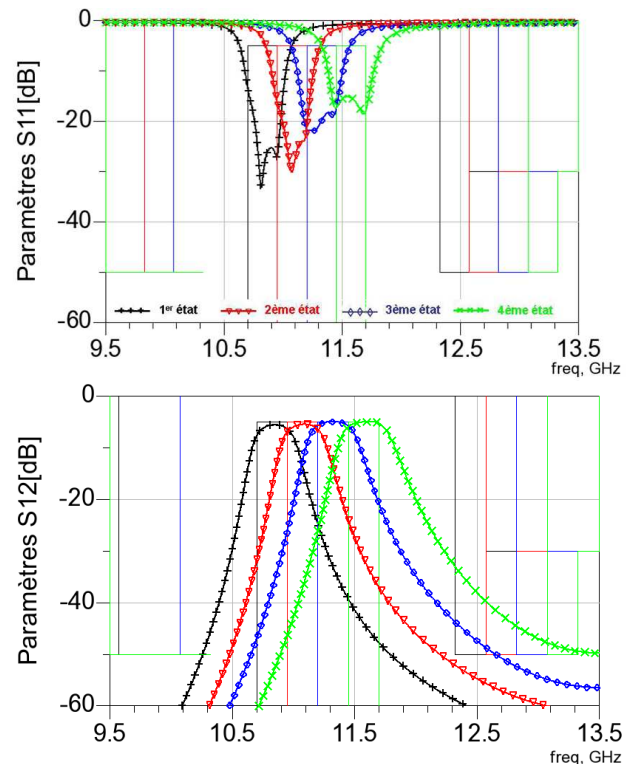 Paramètres S11[dB]
0
-20
-40
-60
1er état
2ème état
3ème état
4ème état
9.5
10.5
11.5
12.5
13.5
freq, GHz
Paramètres S12[dB]
0
-20
-40
-60
9.5
10.5
11.5
12.5
13.5
freq, GHz